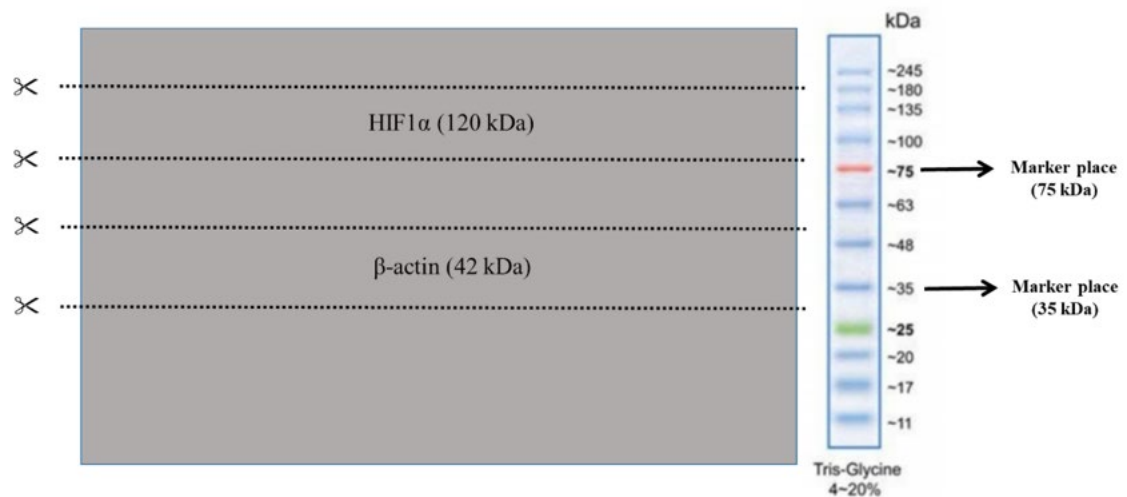 kDa
~245
~180
~135
HIF1α (120 kDa)
~100
~75
Marker place
(75 kDa)
~63
~48
β-actin (42 kDa)
~35
Marker place
(35 kDa)
~25
~20
~17
~11
Tris-Glycine
4~20%